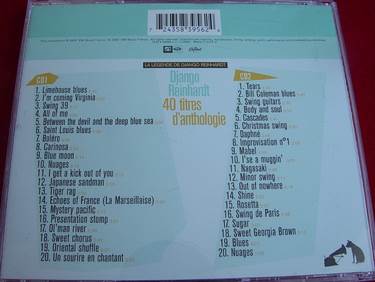 7 24358 39562 6
LA LÉGENDE DE DJANGO REINHARDT
Django
Reinhardt
40 titres
d'anthologie
CD1
1. Limehouse blues
2. I'm coming Virginia
3. Swing 39
4. All of me
5. Between the devil and the deep blue sea
6. Saint Louis blues
7. Boléro
8. Carinosa
9. Blue moon
10. Nuages
11. I get a kick out of you
12. Japanese sandman
13. Tiger rag
14. Echoes of France (La Marseillaise)
15. Mystery pacific
16. Presentation stomp
17. Ol'man river
18. Sweet chorus
19. Oriental shuffle
20. Un sourire en chantant
CD2
1. Tears
2. Bill Coleman blues
3. Swing guitars
4. Body and soul
5. Cascades
6. Christmas swing
7. Daphné
8. Improvisation n°1
9. Mabel
10. I'se a muggin'
11. Nagasaki
12. Minor swing
13. Out of nowhere
14. Shine
15. Rosetta
16. Swing de Paris
17. Sugar
18. Sweet Georgia Brown
19. Blues
20. Nuages